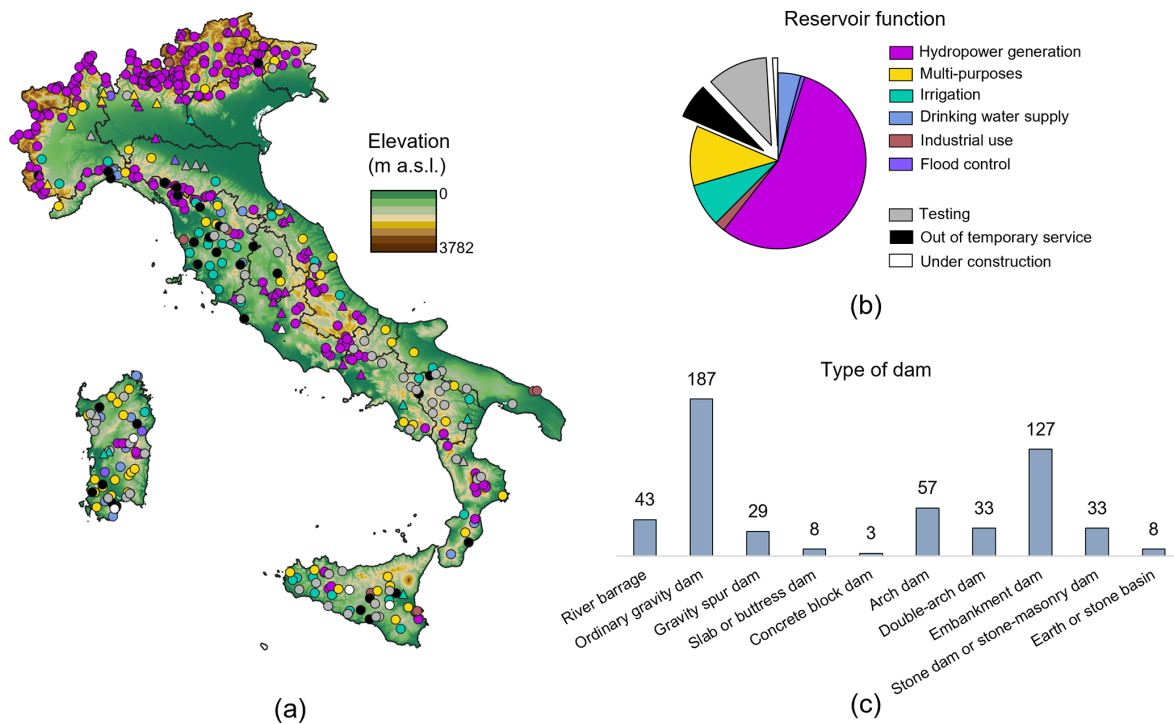 Elevation
(m a.s.l.)
0
3782
(a)
Reservoir function
Hydropower generation
Multi-purposes
Irrigation
Drinking water supply
Industrial use
Flood control
Testing
Out of temporary service
Under construction
(b)
Type of dam
43
187
29
8
3
57
33
127
33
8
River barrage
Ordinary gravity dam
Gravity spur dam
Slab or buttress dam
Concrete block dam
Arch dam
Double-arch dam
Embankment dam
Stone dam or stone-masonry dam
Earth or stone basin
(c)